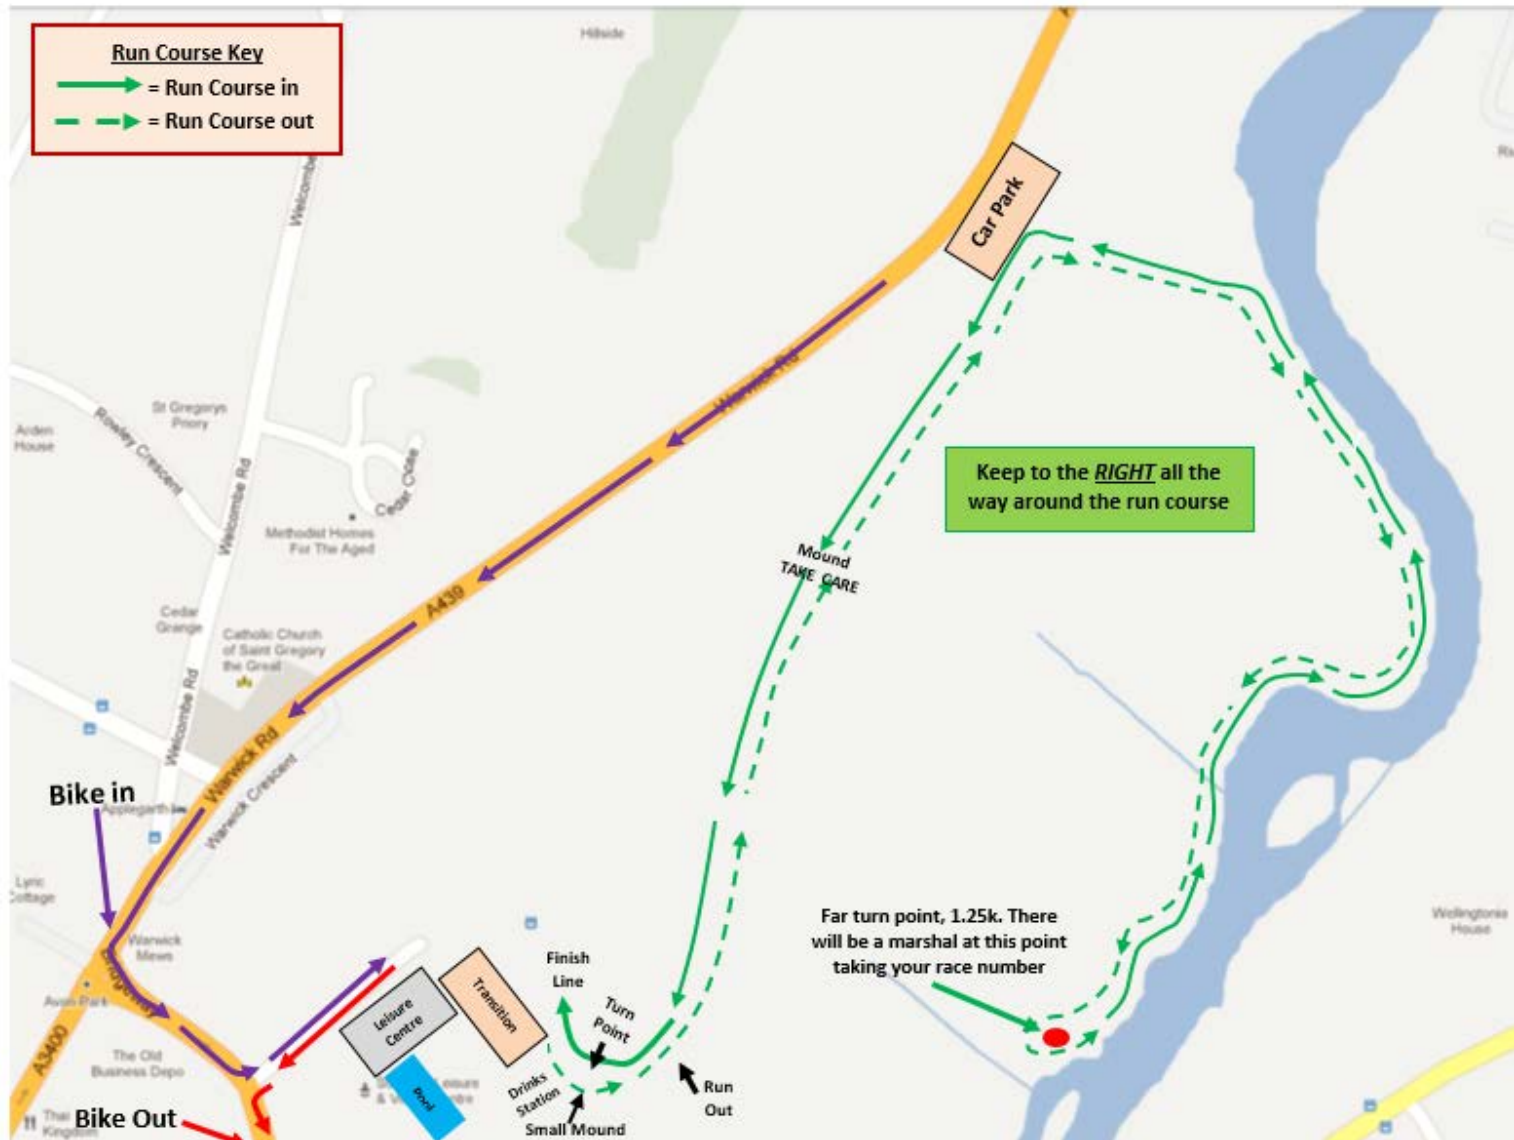 Run Course Key
= Run Course in
= Run Course out
Hillside
Welcombe
Car Park
Warwick Rd
St Gregorys
Priory
Arden
House
Rowley Crescent
Welcombe Rd
Cedar Close
Methodist Homes
For The Aged
Keep to the RIGHT all the
way around the run course
Mound
TAKE CARE
A439
Cedar
Grange
Catholic Church
of Saint Gregory
the Great
Welcombe Rd
Warwick Rd
Warwick Crescent
Bike in
Applegarth
Lyric
Cottage
Warwick
Mews
Bridgeway
Avon Park
A3400
The Old
Business Depo
Leisure
Centre
Transition
Pool
Finish
Line
Turn
Point
Drinks
Station
Small Mound
Run
Out
Far turn point, 1.25k. There
will be a marshal at this point
taking your race number
Wellingtonia
House
Leisure
Thai
Kingdom
Bike Out